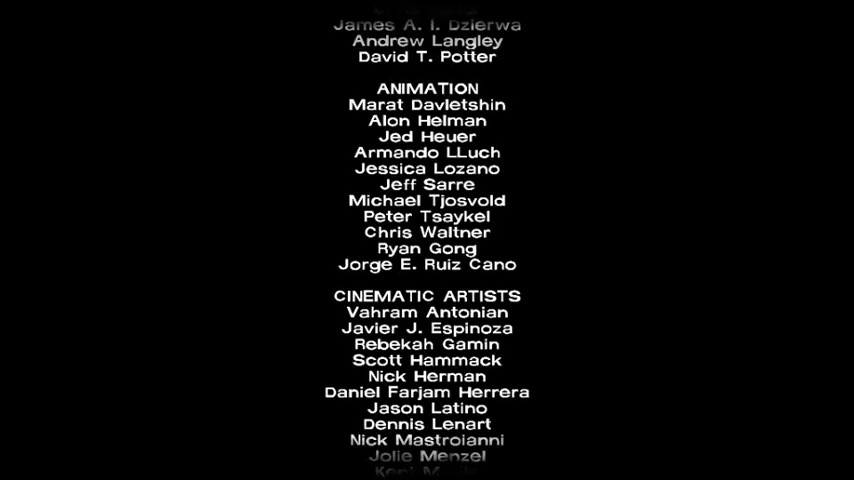 James A. I. Dzierwa
Andrew Langley
David T. Potter
ANIMATION
Marat Davletshin
Alon Helman
Jed Heuer
Armando LLuch
Jessica Lozano
Jeff Sarre
Michael Tjosvold
Peter Tsaykel
Chris Waltner
Ryan Gong
Jorge E. Ruiz Cano
CINEMATIC ARTISTS
Vahram Antonian
Javier J. Espinoza
Rebekah Gamin
Scott Hammack
Nick Herman
Daniel Farjam Herrera
Jason Latino
Dennis Lenart
Nick Mastroianni
Jolie Menzel